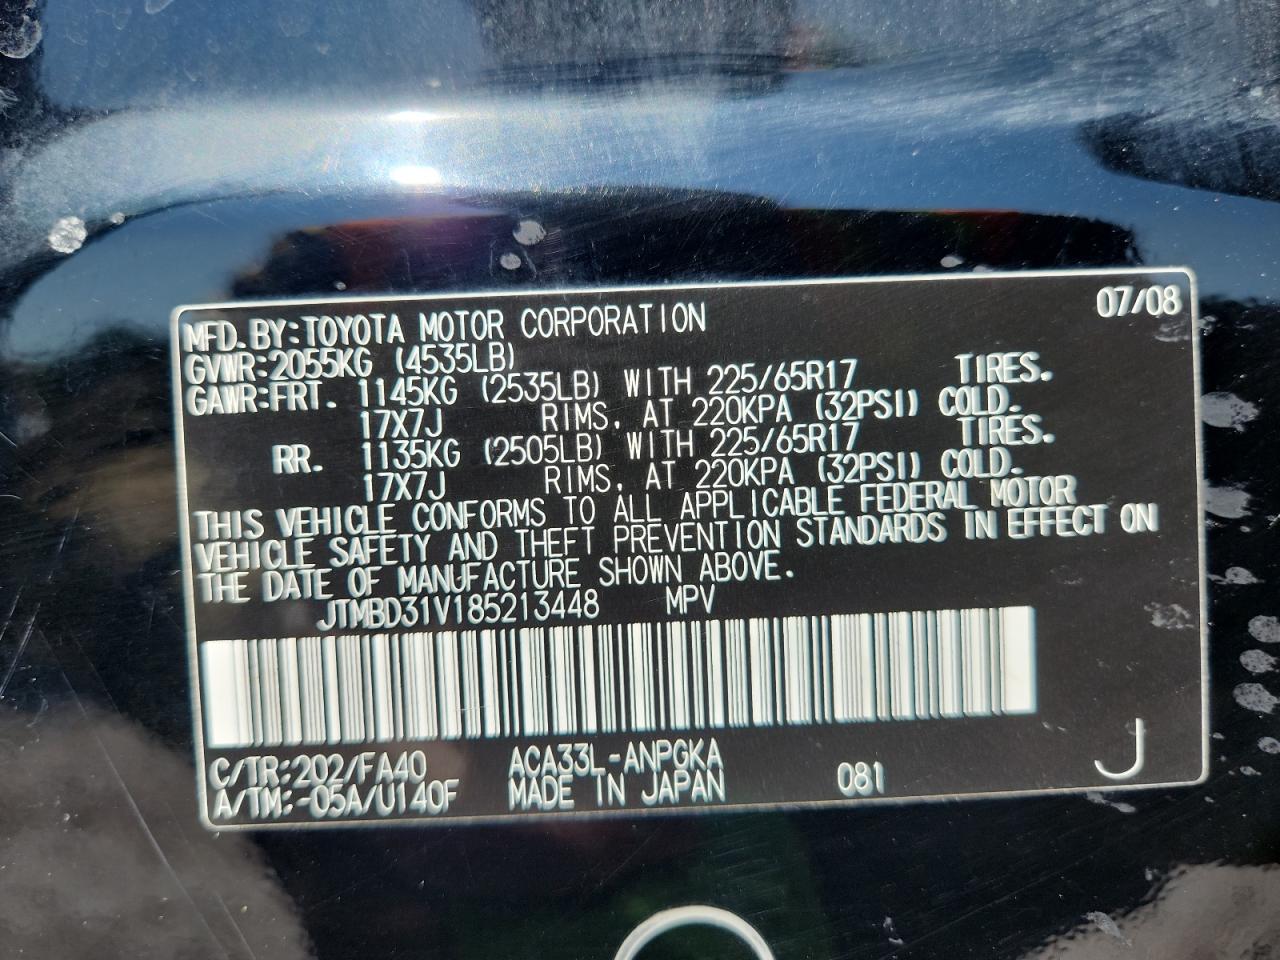 MFD. BY: TOYOTA MOTOR CORPORATION 07/08
GVWR: 2055KG (4535LB)
GAWR: FRT. 1145KG (2535LB) WITH 225/65R17 TIRES.
17X7J RIMS, AT 220KPA (32PSI) COLD.
RR. 1135KG (2505LB) WITH 225/65R17 TIRES.
17X7J RIMS, AT 220KPA (32PSI) COLD.
THIS VEHICLE CONFORMS TO ALL APPLICABLE FEDERAL MOTOR
VEHICLE SAFETY AND THEFT PREVENTION STANDARDS IN EFFECT ON
THE DATE OF MANUFACTURE SHOWN ABOVE.
JTMBD31V185213448 MPV
C/TR: 202/FA40 ACA33L-ANPGKA
A/TM: -05A/U140F MADE IN JAPAN 081 J